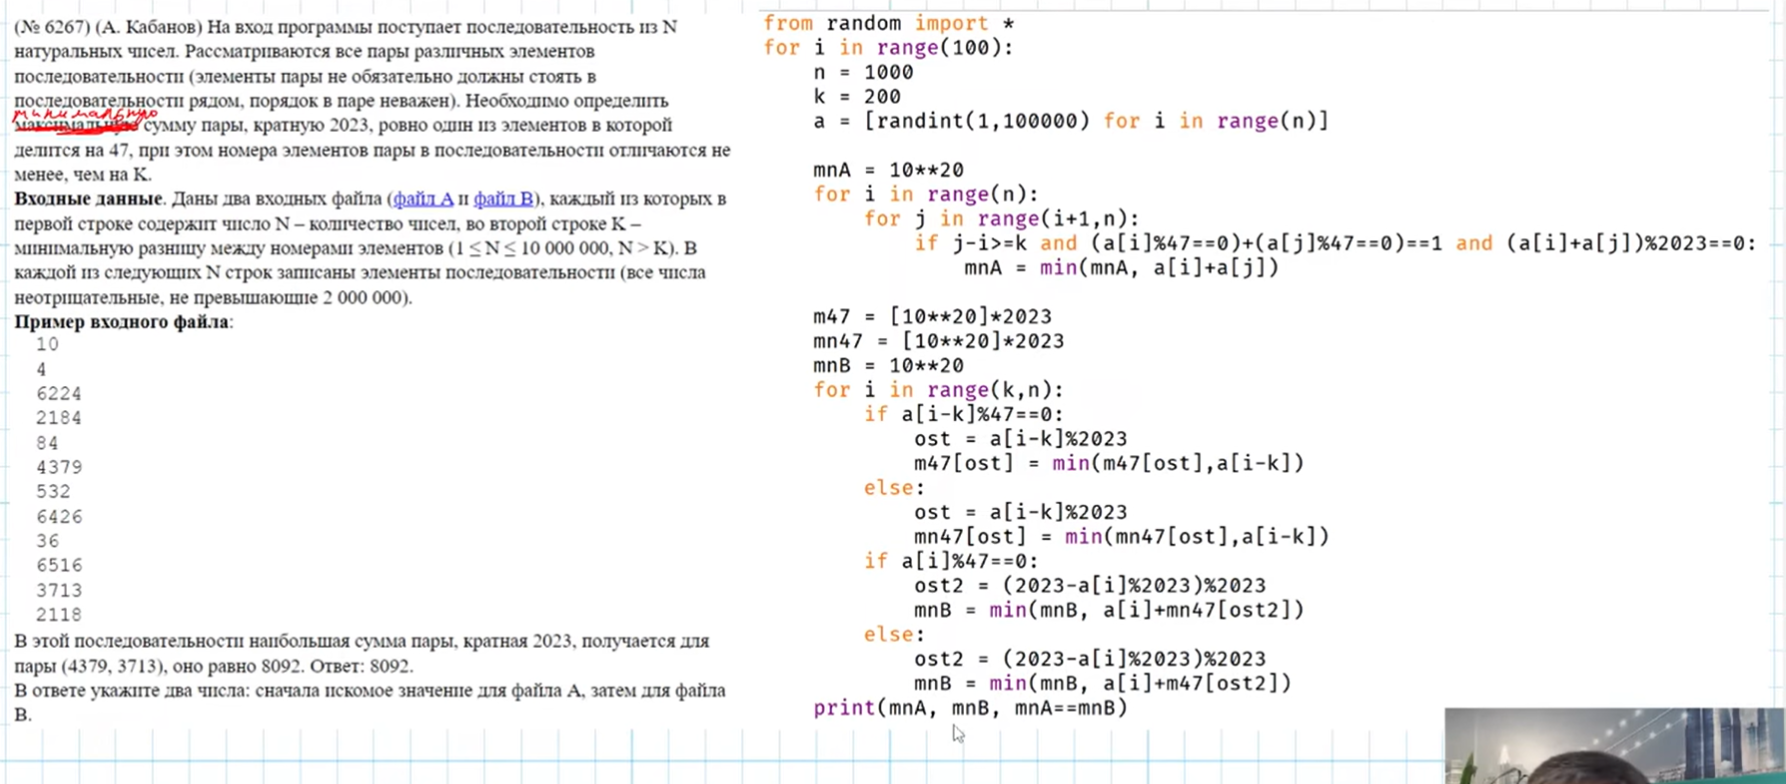 (№ 6267) (А. Кабанов) На вход программы поступает последовательность из N
натуральных чисел. Рассматриваются все пары различных элементов
последовательности (элементы пары не обязательно должны стоять в
последовательности рядом, порядок в паре неважен). Необходимо определить
минимальную
максимальную сумму пары, кратную 2023, ровно один из элементов в которой
делится на 47, при этом номера элементов пары в последовательности отличаются не
менее, чем на K.
Входные данные. Даны два входных файла (файл A и файл B), каждый из которых в
первой строке содержит число N – количество чисел, во второй строке K –
минимальную разницу между номерами элементов (1 ≤ N ≤ 10 000 000, N > K). В
каждой из следующих N строк записаны элементы последовательности (все числа
неотрицательные, не превышающие 2 000 000).
Пример входного файла:
10
4
6224
2184
84
4379
532
6426
36
6516
3713
2118
В этой последовательности наибольшая сумма пары, кратная 2023, получается для
пары (4379, 3713), оно равно 8092. Ответ: 8092.
В ответе укажите два числа: сначала искомое значение для файла A, затем для файла
B.
from random import *
for i in range(100):
    n = 1000
    k = 200
    a = [randint(1,100000) for i in range(n)]
    mnA = 10**20
    for i in range(n):
        for j in range(i+1,n):
            if j-i>=k and (a[i]%47==0)+(a[j]%47==0)==1 and (a[i]+a[j])%2023==0:
                mnA = min(mnA, a[i]+a[j])
    m47 = [10**20]*2023
    mn47 = [10**20]*2023
    mnB = 10**20
    for i in range(k,n):
        if a[i-k]%47==0:
            ost = a[i-k]%2023
            m47[ost] = min(m47[ost],a[i-k])
        else:
            ost = a[i-k]%2023
            mn47[ost] = min(mn47[ost],a[i-k])
        if a[i]%47==0:
            ost2 = (2023-a[i]%2023)%2023
            mnB = min(mnB, a[i]+mn47[ost2])
        else:
            ost2 = (2023-a[i]%2023)%2023
            mnB = min(mnB, a[i]+m47[ost2])
    print(mnA, mnB, mnA==mnB)